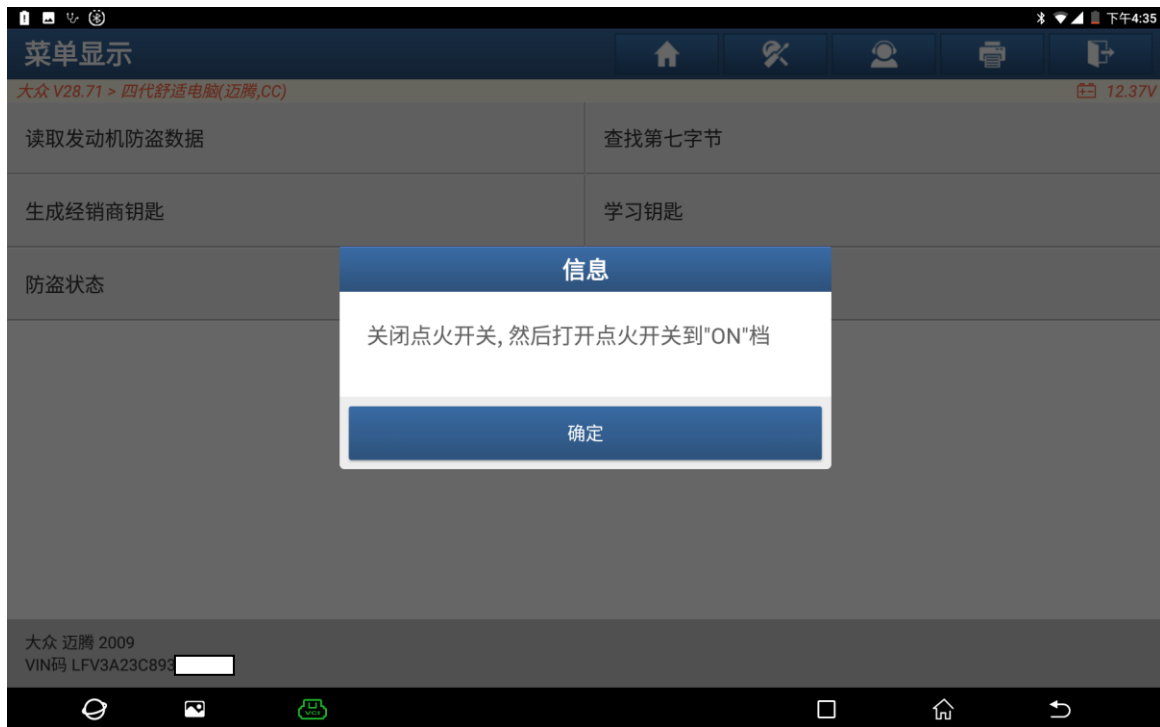 下午4:35
菜单显示
大众 V28.71 > 四代舒适电脑(迈腾,CC)
12.37V
读取发动机防盗数据
查找第七字节
生成经销商钥匙
学习钥匙
防盗状态
信息
关闭点火开关, 然后打开点火开关到"ON"档
确定
大众 迈腾 2009
VIN码 LFV3A23C893
VCI